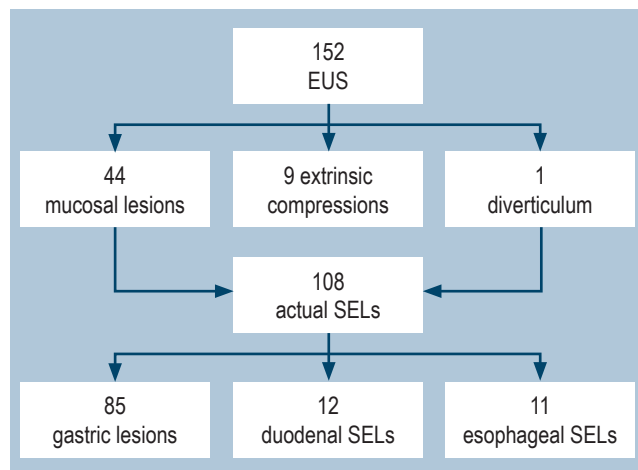 152
EUS
44
mucosal lesions
9 extrinsic
compressions
1
diverticulum
108
actual SELs
85
gastric lesions
12
duodenal SELs
11
esophageal SELs